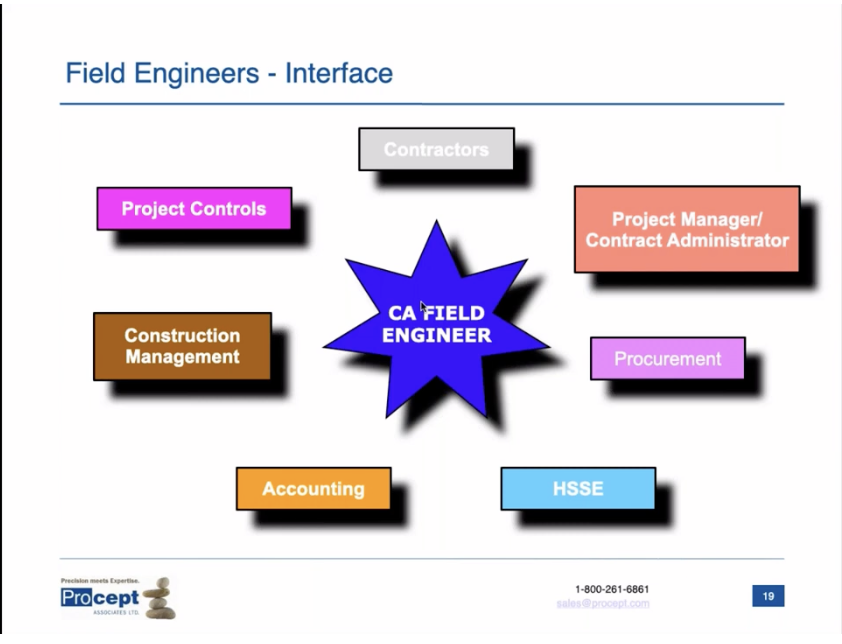 Field Engineers - Interface
Contractors
Project Controls
Project Manager/
Contract Administrator
CA FIELD
ENGINEER
Construction
Management
Procurement
Accounting
HSSE
Precision meets Expertise.
Procept
ASSOCIATES LTD.
1-800-261-6861
sales@procept.com
19